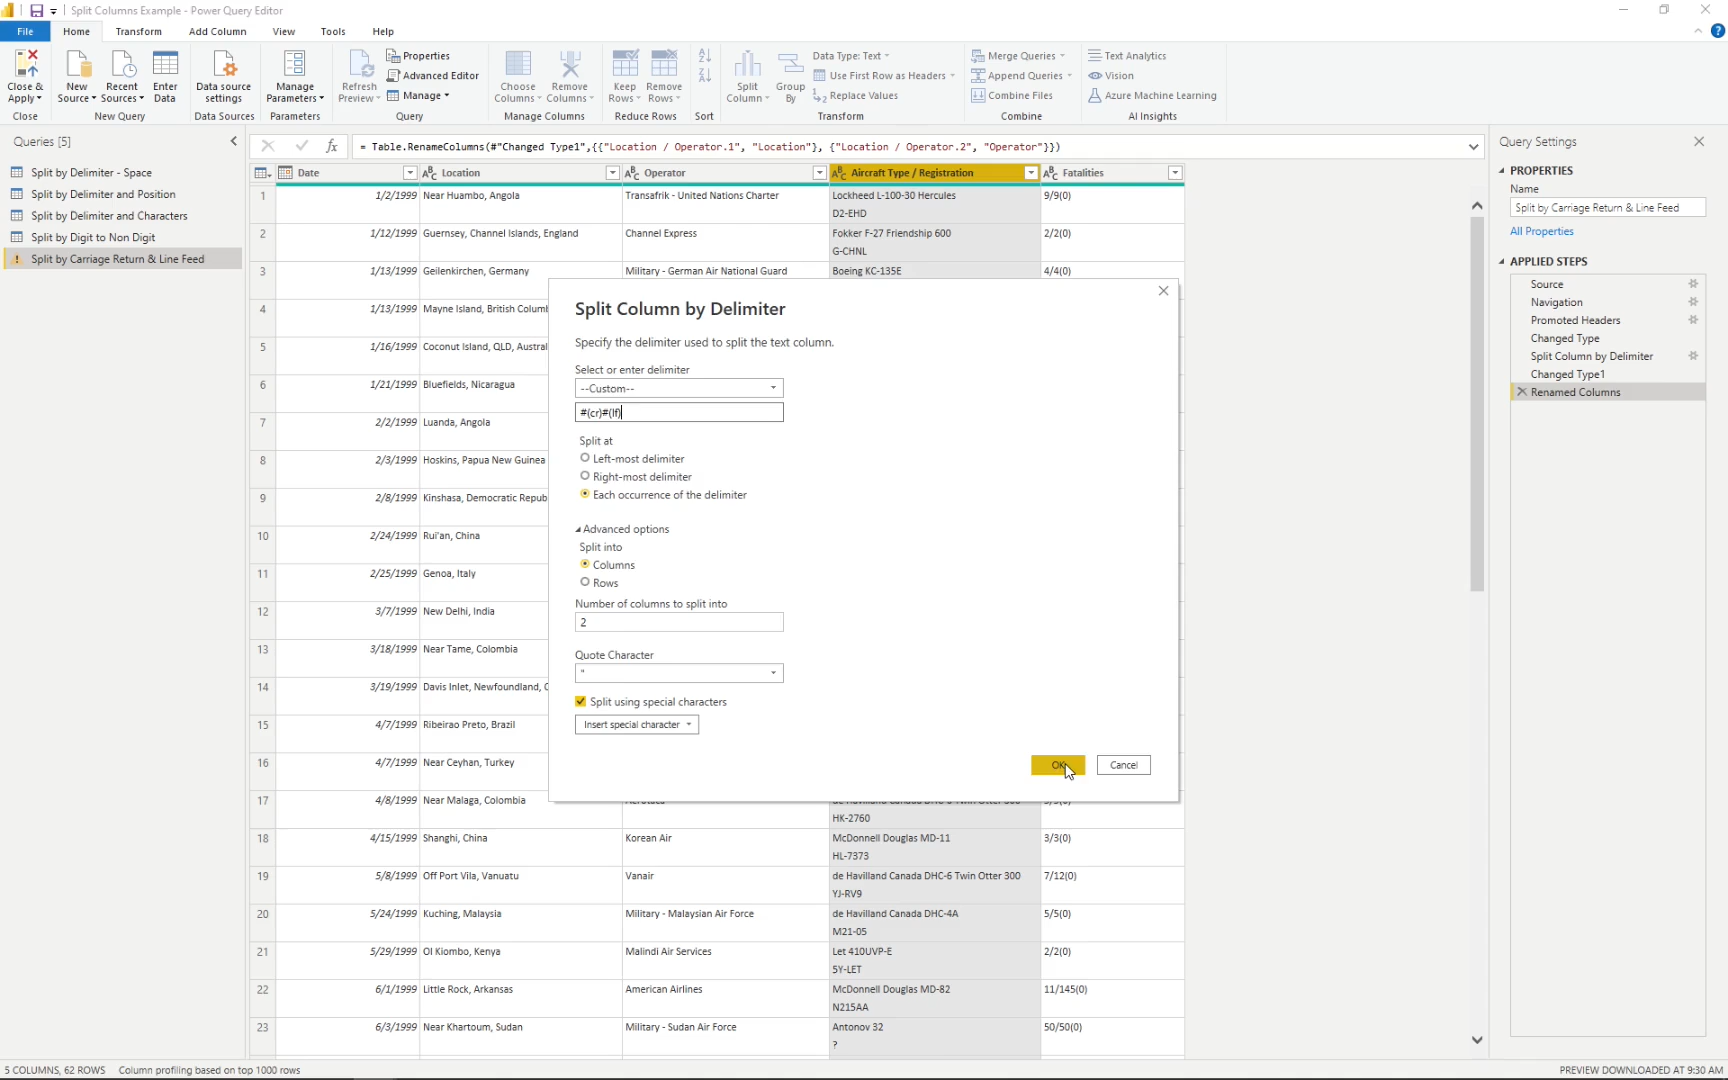 Split Columns Example - Power Query Editor
File Home Transform Add Column View Tools Help
Close & Apply
Close
New Source
Recent Sources
Enter Data
New Query
Data source settings
Data Sources
Manage Parameters
Parameters
Refresh Preview
Properties
Advanced Editor
Manage
Query
Choose Columns
Remove Columns
Manage Columns
Keep Rows
Remove Rows
Reduce Rows
Sort
Split Column
Group By
Data Type: Text
Use First Row as Headers
Replace Values
Transform
Merge Queries
Append Queries
Combine Files
Combine
Text Analytics
Vision
Azure Machine Learning
AI Insights
Queries [5]
Split by Delimiter - Space
Split by Delimiter and Position
Split by Delimiter and Characters
Split by Digit to Non Digit
Split by Carriage Return & Line Feed
fx = Table.RenameColumns(#"Changed Type1",{{"Location / Operator.1", "Location"}, {"Location / Operator.2", "Operator"}})
Date Location Operator Aircraft Type / Registration Fatalities
1 1/2/1999 Near Huambo, Angola Transafrik - United Nations Charter Lockheed L-100-30 Hercules 9/9(0)
D2-EHD
2 1/12/1999 Guernsey, Channel Islands, England Channel Express Fokker F-27 Friendship 600 2/2(0)
G-CHNL
3 1/13/1999 Geilenkirchen, Germany Military - German Air National Guard Boeing KC-135E 4/4(0)
4 1/13/1999 Mayne Island, British
5 1/16/1999 Coconut Island, QLD,
6 1/21/1999 Bluefields, Nicaragua
7 2/2/1999 Luanda, Angola
8 2/3/1999 Hoskins, Papua New Guinea
9 2/8/1999 Kinshasa, Democratic
10 2/24/1999 Rui'an, China
11 2/25/1999 Genoa, Italy
12 3/7/1999 New Delhi, India
13 3/18/1999 Near Tame, Colombia
14 3/19/1999 Davis Inlet, Newfoundland,
15 4/7/1999 Ribeirao Preto, Brazil
16 4/7/1999 Near Ceyhan, Turkey
17 4/8/1999 Near Malaga, Colombia
HK-2760
18 4/15/1999 Shanghi, China Korean Air McDonnell Douglas MD-11 3/3(0)
HL-7373
19 5/8/1999 Off Port Vila, Vanuatu Vanair de Havilland Canada DHC-6 Twin Otter 300 7/12(0)
YJ-RV9
20 5/24/1999 Kuching, Malaysia Military - Malaysian Air Force de Havilland Canada DHC-4A 5/5(0)
M21-05
21 5/29/1999 Ol Kiombo, Kenya Malindi Air Services Let 410UVP-E 2/2(0)
5Y-LET
22 6/1/1999 Little Rock, Arkansas American Airlines McDonnell Douglas MD-82 11/145(0)
N215AA
23 6/3/1999 Near Khartoum, Sudan Military - Sudan Air Force Antonov 32 50/50(0)
?
Split Column by Delimiter
Specify the delimiter used to split the text column.
Select or enter delimiter
--Custom--
#(cr)#(lf)
Split at
Left-most delimiter
Right-most delimiter
Each occurrence of the delimiter
Advanced options
Split into
Columns
Rows
Number of columns to split into
2
Quote Character
"
Split using special characters
Insert special character
OK Cancel
Query Settings
PROPERTIES
Name
Split by Carriage Return & Line Feed
All Properties
APPLIED STEPS
Source
Navigation
Promoted Headers
Changed Type
Split Column by Delimiter
Changed Type1
Renamed Columns
5 COLUMNS, 62 ROWS Column profiling based on top 1000 rows PREVIEW DOWNLOADED AT 9:30 AM